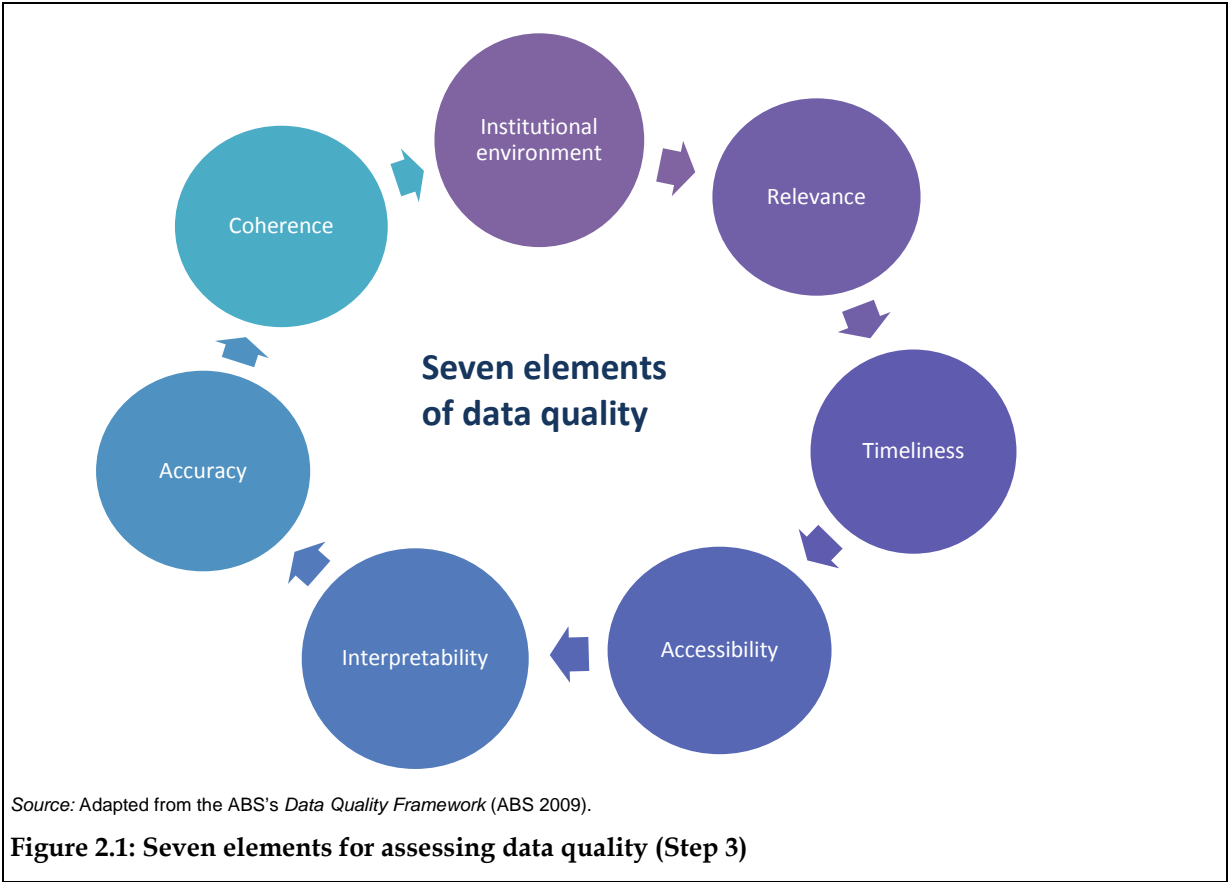 Institutional
environment
Relevance
Timeliness
Accessibility
Interpretability
Accuracy
Coherence
Seven elements
of data quality
Source: Adapted from the ABS's Data Quality Framework (ABS 2009).
Figure 2.1: Seven elements for assessing data quality (Step 3)